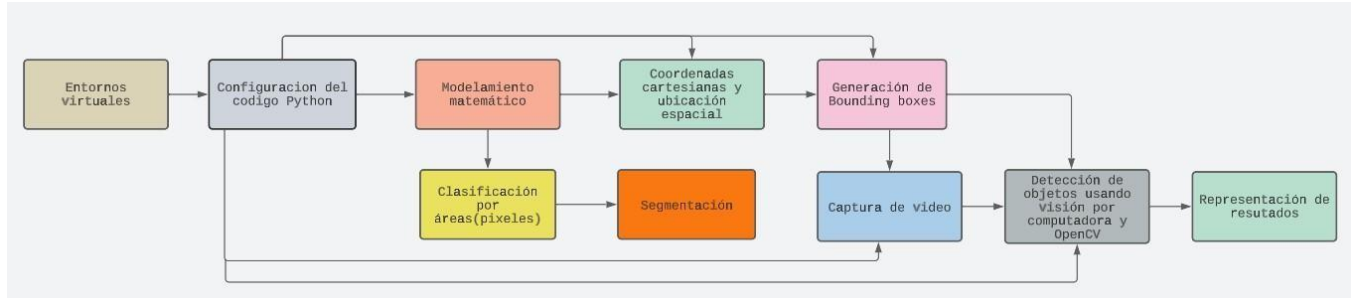 Entornos
virtuales
Configuracion del
codigo Python
Modelamiento
matemático
Coordenadas
cartesianas y
ubicación
espacial
Generación de
Bounding boxes
Clasificación
por
áreas(pixeles)
Segmentación
Captura de video
Detección de
objetos usando
visión por
computadora y
OpenCV
Representación de
resutados